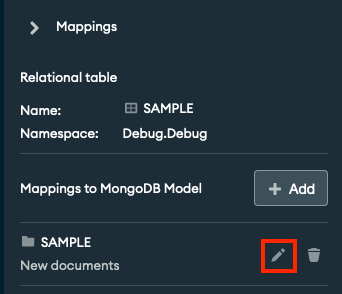 Mappings
Relational table
Name: SAMPLE
Namespace: Debug.Debug
Mappings to MongoDB Model
+ Add
SAMPLE
New documents